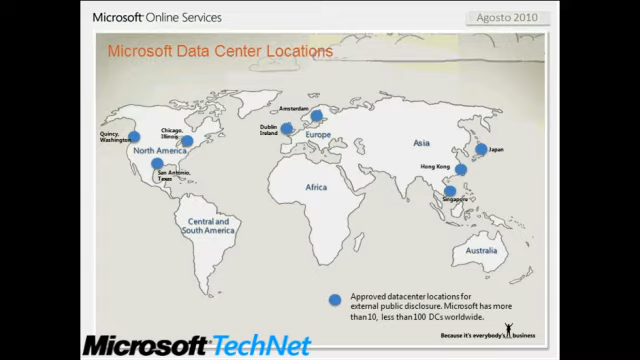 Microsoft Online Services
Agosto 2010
Microsoft Data Center Locations
Amsterdam
Quincy,
Washington
Chicago,
Illinois
Dublin
Ireland
Europe
North America
San Antonio,
Texas
Asia
Japan
Hong Kong
Africa
Singapore
Central and
South America
Australia
Approved datacenter locations for
external public disclosure. Microsoft has more
than 10, less than 100 DCs worldwide.
Because it's everybody's business
Microsoft TechNet